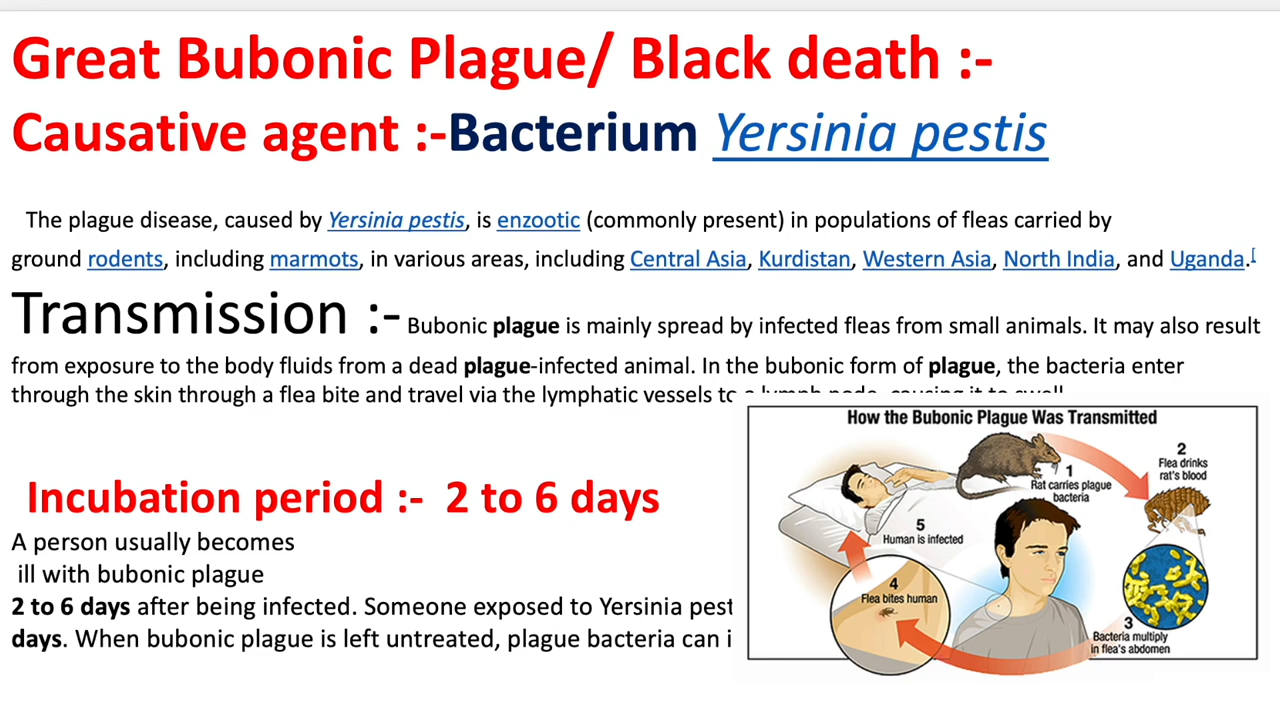 Great Bubonic Plague/ Black death :-
Causative agent :-Bacterium Yersinia pestis
The plague disease, caused by Yersinia pestis, is enzootic (commonly present) in populations of fleas carried by
ground rodents, including marmots, in various areas, including Central Asia, Kurdistan, Western Asia, North India, and Uganda.[
Transmission :- Bubonic plague is mainly spread by infected fleas from small animals. It may also result
from exposure to the body fluids from a dead plague-infected animal. In the bubonic form of plague, the bacteria enter
through the skin through a flea bite and travel via the lymphatic vessels to a lymph node, causing it to swell
Incubation period :- 2 to 6 days
A person usually becomes
ill with bubonic plague
2 to 6 days after being infected. Someone exposed to Yersinia pest
days. When bubonic plague is left untreated, plague bacteria can i
How the Bubonic Plague Was Transmitted
1
Rat carries plague
bacteria
2
Flea drinks
rat's blood
3
Bacteria multiply
in flea's abdomen
4
Flea bites human
5
Human is infected